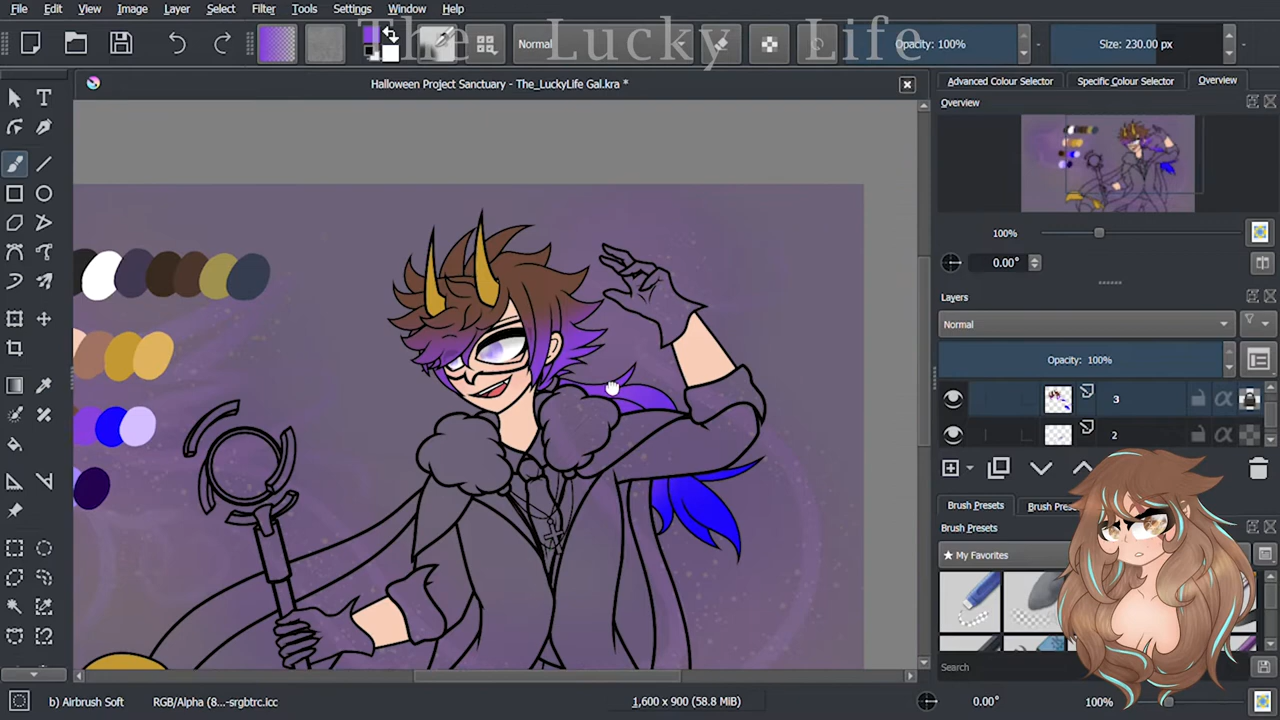 File Edit View Image Layer Select Filter Tools Settings Window Help
The Lucky Life
Normal
Opacity: 100%
Size: 230.00 px
Halloween Project Sanctuary - The_LuckyLife Gal.kra *
Advanced Colour Selector
Specific Colour Selector
Overview
Overview
100%
0.00°
Layers
Normal
Opacity: 100%
3
2
Brush Presets
Brush Pres
Brush Presets
★ My Favorites
Search
b) Airbrush Soft
RGB/Alpha (8...-srgbtrc.icc
1,600 x 900 (58.8 MiB)
0.00°
100%